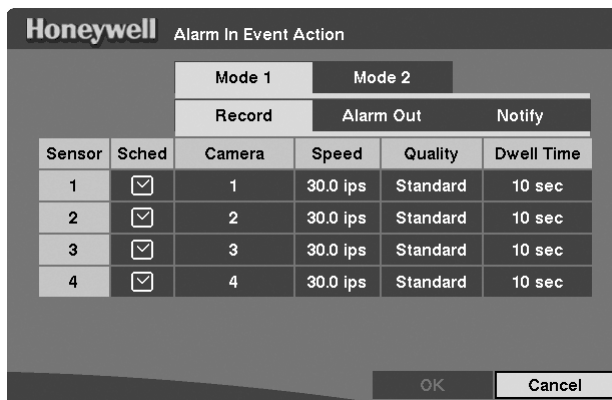 Honeywell Alarm In Event Action
Mode 1 Mode 2
Record Alarm Out Notify
Sensor Sched Camera Speed Quality Dwell Time
1 1 30.0 ips Standard 10 sec
2 2 30.0 ips Standard 10 sec
3 3 30.0 ips Standard 10 sec
4 4 30.0 ips Standard 10 sec
OK Cancel